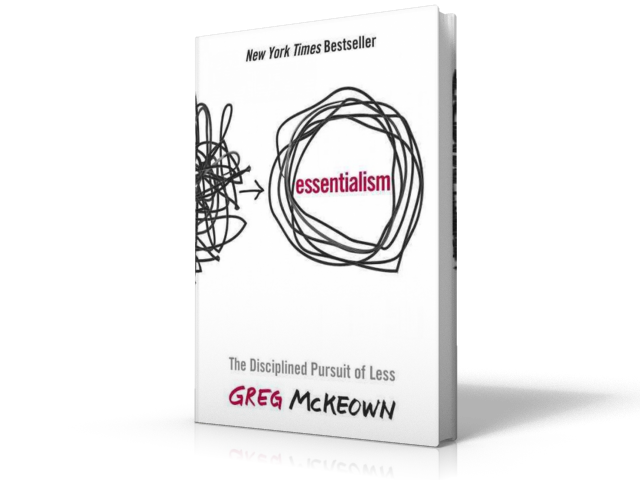 New York Times Bestseller
essentialism
The Disciplined Pursuit of Less
GREG McKEOWN